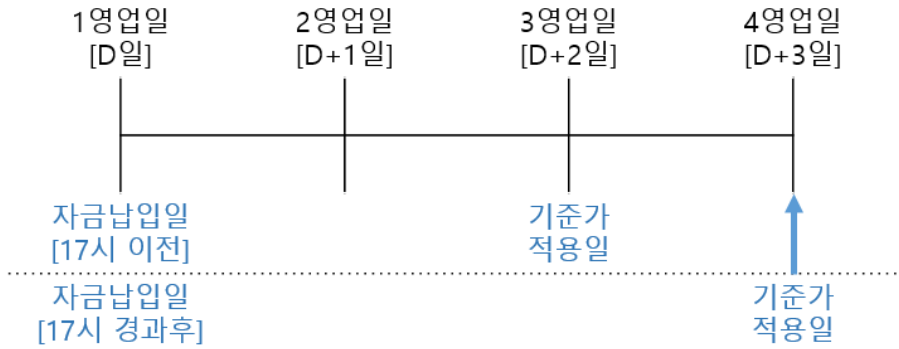 1영업일
[D일]
2영업일
[D+1일]
3영업일
[D+2일]
4영업일
[D+3일]
자금납입일
[17시 이전]
기준가
적용일
자금납입일
[17시 경과후]
기준가
적용일